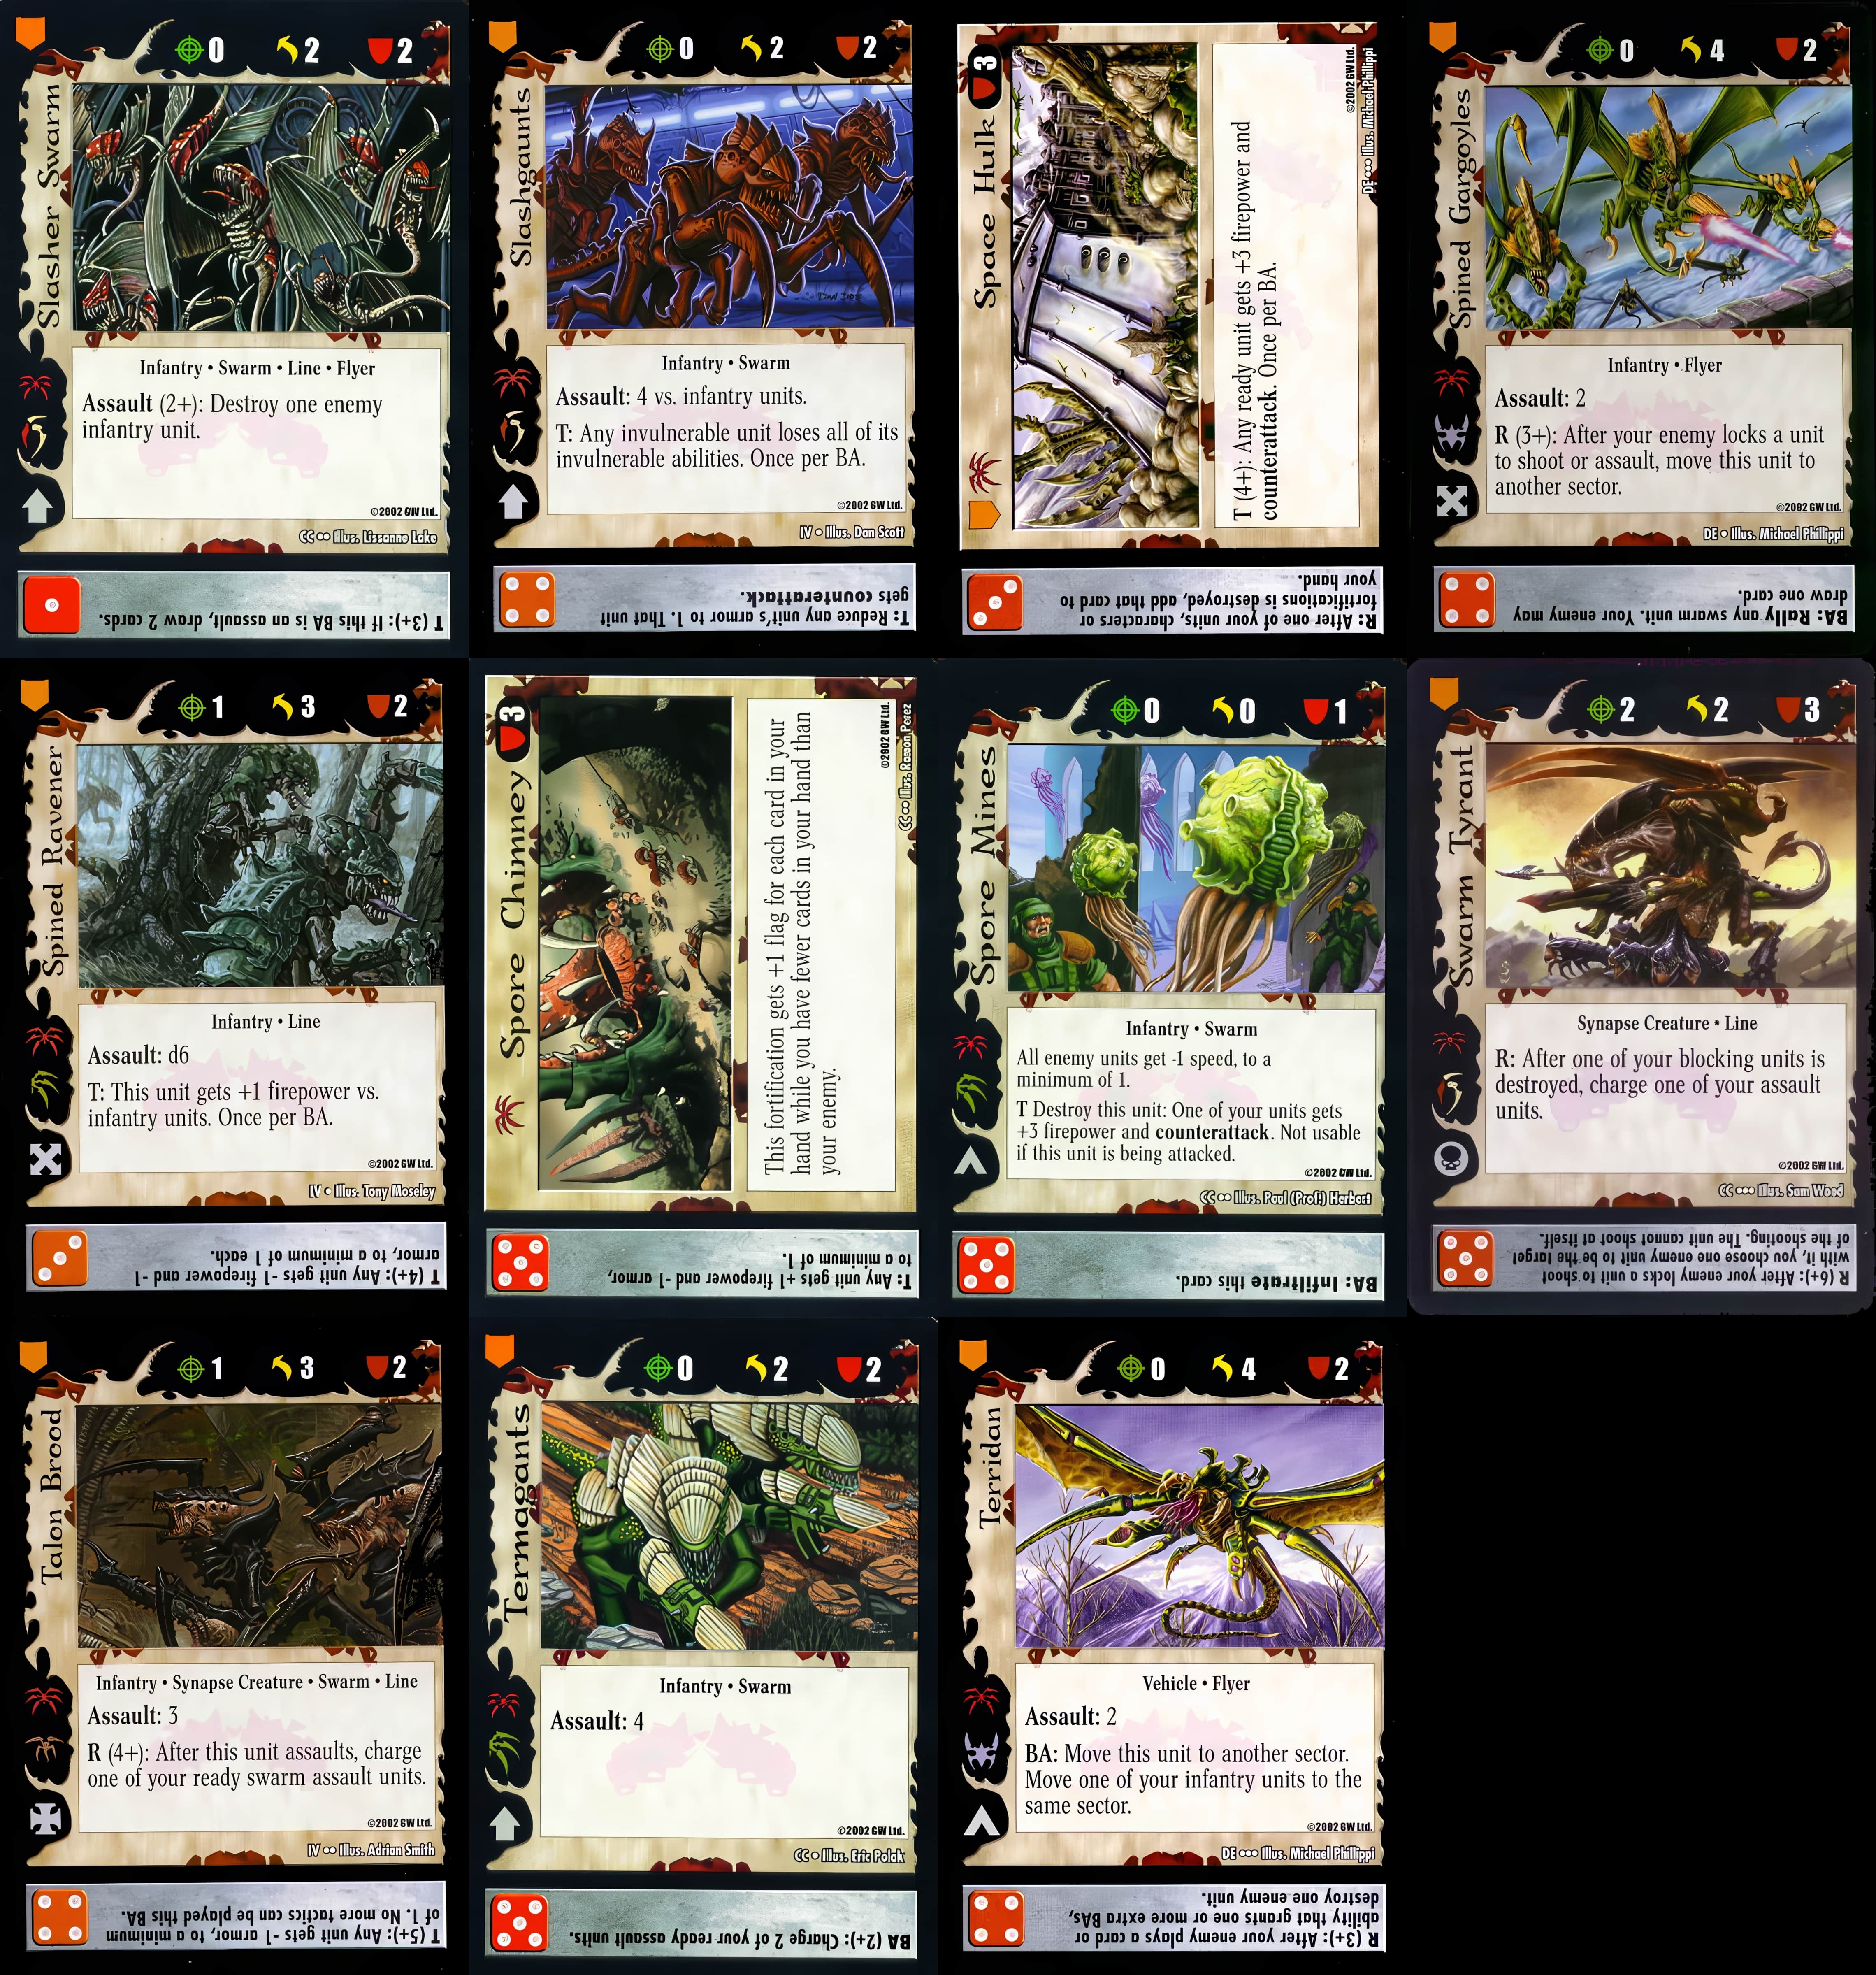 0 2 2
Slasher Swarm
Infantry • Swarm • Line • Flyer
Assault (2+): Destroy one enemy
infantry unit.
©2002 GW Ltd.
CC •• Illus. Lissanne Lake
T (3+): If this BA is an assault, draw 2 cards.
0 2 2
Slashgaunts
Infantry • Swarm
Assault: 4 vs. infantry units.
T: Any invulnerable unit loses all of its
invulnerable abilities. Once per BA.
©2002 GW Ltd.
IV • Illus. Dan Scott
T: Reduce any unit's armor to 1. That unit
gets counterattack.
3
Space Hulk
T (4+): Any ready unit gets +3 firepower and
counterattack. Once per BA.
©2002 GW Ltd.
DE ••• Illus. Michael Phillippi
R: After one of your units, characters or
fortifications is destroyed, add that card to
your hand.
0 4 2
Spined Gargoyles
Infantry • Flyer
Assault: 2
R (3+): After your enemy locks a unit
to shoot or assault, move this unit to
another sector.
©2002 GW Ltd.
DE • Illus. Michael Phillippi
BA: Rally any swarm unit. Your enemy may
draw one card.
1 3 2
Spined Ravener
Infantry • Line
Assault: d6
T: This unit gets +1 firepower vs.
infantry units. Once per BA.
©2002 GW Ltd.
IV • Illus. Tony Moseley
T (4+): Any unit gets -1 firepower and -1
armor, to a minimum of 1 each.
3
Spore Chimney
This fortification gets +1 flag for each card in your
hand while you have fewer cards in your hand than
your enemy.
©2002 GW Ltd.
CC •• Illus. Ramon Perez
T: Any unit gets +1 firepower and -1 armor,
to a minimum of 1.
0 0 1
Spore Mines
Infantry • Swarm
All enemy units get -1 speed, to a
minimum of 1.
T Destroy this unit: One of your units gets
+3 firepower and counterattack. Not usable
if this unit is being attacked.
©2002 GW Ltd.
CC •• Illus. Paul (Prof!) Herbert
BA: Infiltrate this card.
2 2 3
Swarm Tyrant
Synapse Creature • Line
R: After one of your blocking units is
destroyed, charge one of your assault
units.
©2002 GW Ltd.
CC ••• Illus. Sam Wood
R (6+): After your enemy locks a unit to shoot
with it, you choose one enemy unit to be the target
of the shooting. The unit cannot shoot at itself.
1 3 2
Talon Brood
Infantry • Synapse Creature • Swarm • Line
Assault: 3
R (4+): After this unit assaults, charge
one of your ready swarm assault units.
©2002 GW Ltd.
IV •• Illus. Adrian Smith
T (5+): Any unit gets -1 armor, to a minimum
of 1. No more tactics can be played this BA.
0 2 2
Termagants
Infantry • Swarm
Assault: 4
©2002 GW Ltd.
CC • Illus. Eric Polak
BA (2+): Charge 2 of your ready assault units.
0 4 2
Terridan
Vehicle • Flyer
Assault: 2
BA: Move this unit to another sector.
Move one of your infantry units to the
same sector.
©2002 GW Ltd.
DE ••• Illus. Michael Phillippi
R (3+): After your enemy plays a card or
ability that grants one or more extra BAs,
destroy one enemy unit.